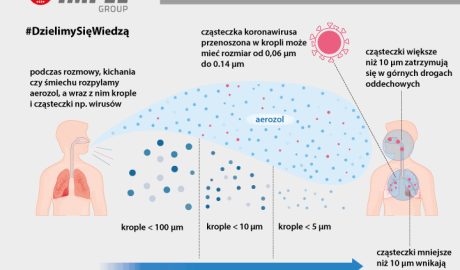 GROUP
#DzielimySięWiedzą
podczas rozmowy, kichania
czy śmiechu rozpylamy
aerozol, a wraz z nim krople
i cząsteczki np. wirusów
cząsteczka koronawirusa
przenoszona w kropli może
mieć rozmiar od 0,06 μm
do 0.14 μm
cząsteczki większe
niż 10 μm zatrzymują
się w górnych drogach
oddechowych
aerozol
krople < 100 μm
krople < 10 μm
krople < 5 μm
cząsteczki mniejsze
niż 10 μm wnikają